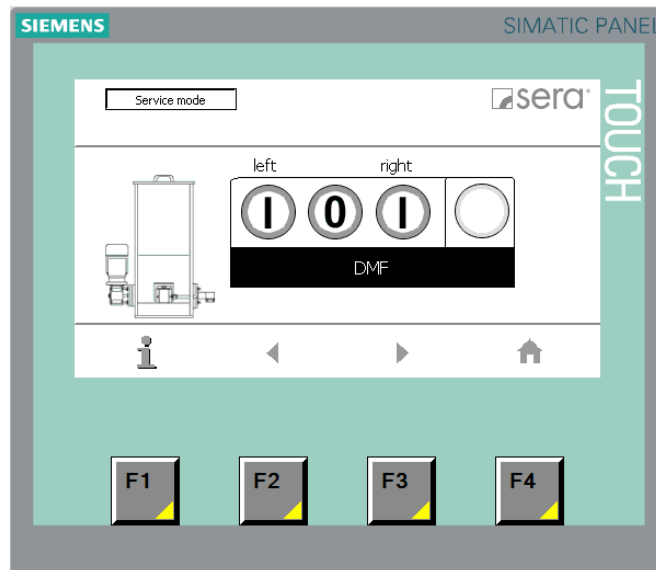 SIEMENS
SIMATIC PANEL
TOUCH
Service mode
sera
left right
I 0 I
DMF
i
F1 F2 F3 F4